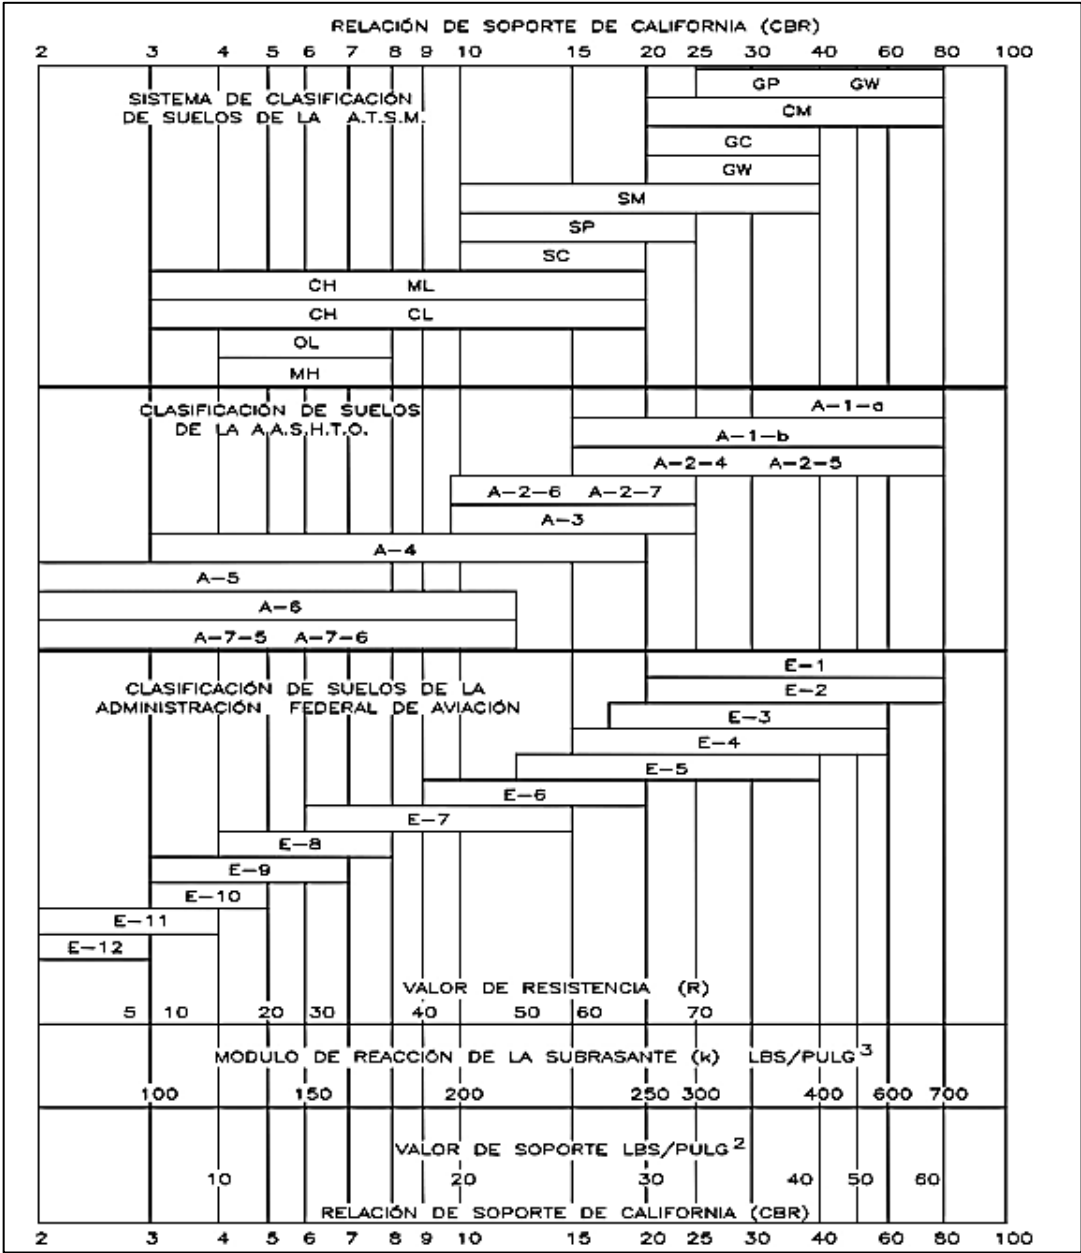 RELACIÓN DE SOPORTE DE CALIFORNIA (CBR)
2 3 4 5 6 7 8 9 10 15 20 25 30 40 60 80 100
SISTEMA DE CLASIFICACIÓN
DE SUELOS DE LA A.T.S.M.
GP GW
CM
GC
GW
SM
SP
SC
CH ML
CH CL
OL
MH
CLASIFICACIÓN DE SUELOS
DE LA A.A.S.H.T.O.
A-1-a
A-1-b
A-2-4 A-2-5
A-2-6 A-2-7
A-3
A-4
A-5
A-6
A-7-5 A-7-6
CLASIFICACIÓN DE SUELOS DE LA
ADMINISTRACIÓN FEDERAL DE AVIACIÓN
E-1
E-2
E-3
E-4
E-5
E-6
E-7
E-8
E-9
E-10
E-11
E-12
VALOR DE RESISTENCIA (R)
5 10 20 30 40 50 60 70
MODULO DE REACCIÓN DE LA SUBRASANTE (k) LBS/PULG³
100 150 200 250 300 400 600 700
VALOR DE SOPORTE LBS/PULG²
10 20 30 40 50 60
RELACIÓN DE SOPORTE DE CALIFORNIA (CBR)
2 3 4 5 6 7 8 9 10 15 20 25 30 40 60 80 100